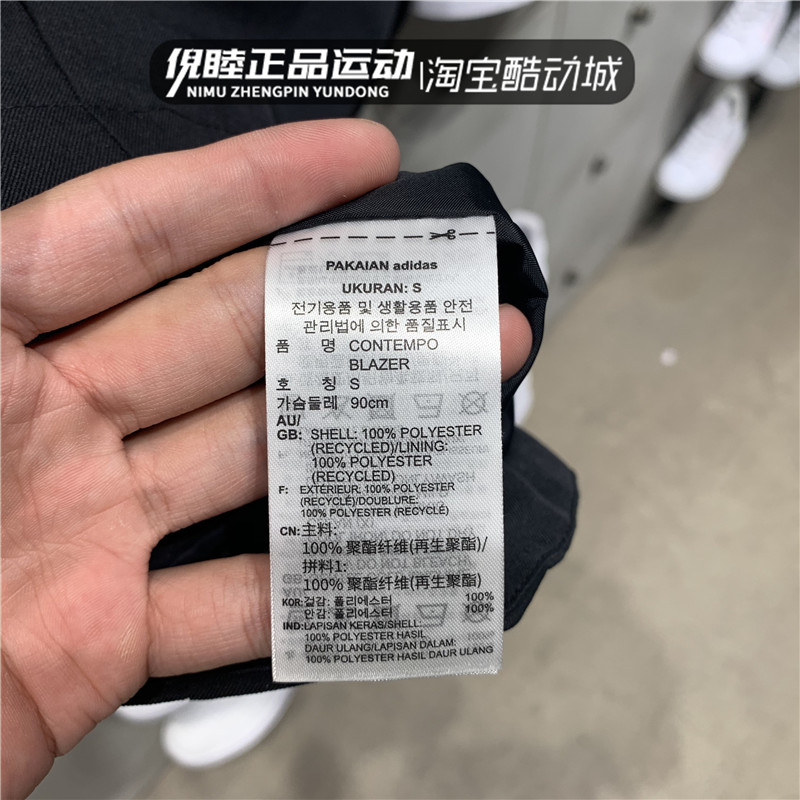 倪睦正品运动 |淘宝酷动城
NIMU ZHENGPIN YUNDONG
PAKAIAN adidas
UKURAN: S
전기용품 및 생활용품 안전
관리법에 의한 품질표시
품 명 CONTEMPO
BLAZER
호 칭 S
가슴둘레 90cm
AU/
GB: SHELL: 100% POLYESTER
(RECYCLED)/LINING:
100% POLYESTER
(RECYCLED)
F: EXTÉRIEUR: 100% POLYESTER
(RECYCLÉ)/DOUBLURE:
100% POLYESTER (RECYCLÉ)
CN: 主料:
100% 聚酯纤维(再生聚酯)/
拼料1:
100% 聚酯纤维(再生聚酯)
KOR: 겉감: 폴리에스터 100%
안감: 폴리에스터 100%
IND: LAPISAN KERAS/SHELL:
100% POLYESTER HASIL
DAUR ULANG/LAPISAN DALAM:
100% POLYESTER HASIL DAUR ULANG